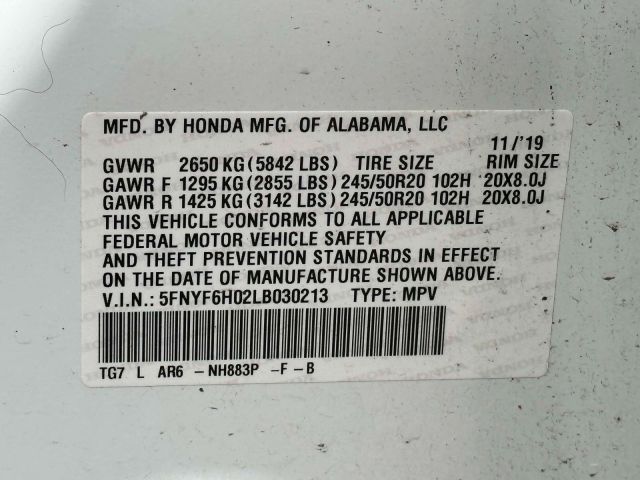 MFD. BY HONDA MFG. OF ALABAMA, LLC
11/'19
GVWR 2650 KG (5842 LBS) TIRE SIZE RIM SIZE
GAWR F 1295 KG (2855 LBS) 245/50R20 102H 20X8.0J
GAWR R 1425 KG (3142 LBS) 245/50R20 102H 20X8.0J
THIS VEHICLE CONFORMS TO ALL APPLICABLE
FEDERAL MOTOR VEHICLE SAFETY
AND THEFT PREVENTION STANDARDS IN EFFECT
ON THE DATE OF MANUFACTURE SHOWN ABOVE.
V.I.N.: 5FNYF6H02LB030213 TYPE: MPV
TG7 L AR6 -NH883P -F-B